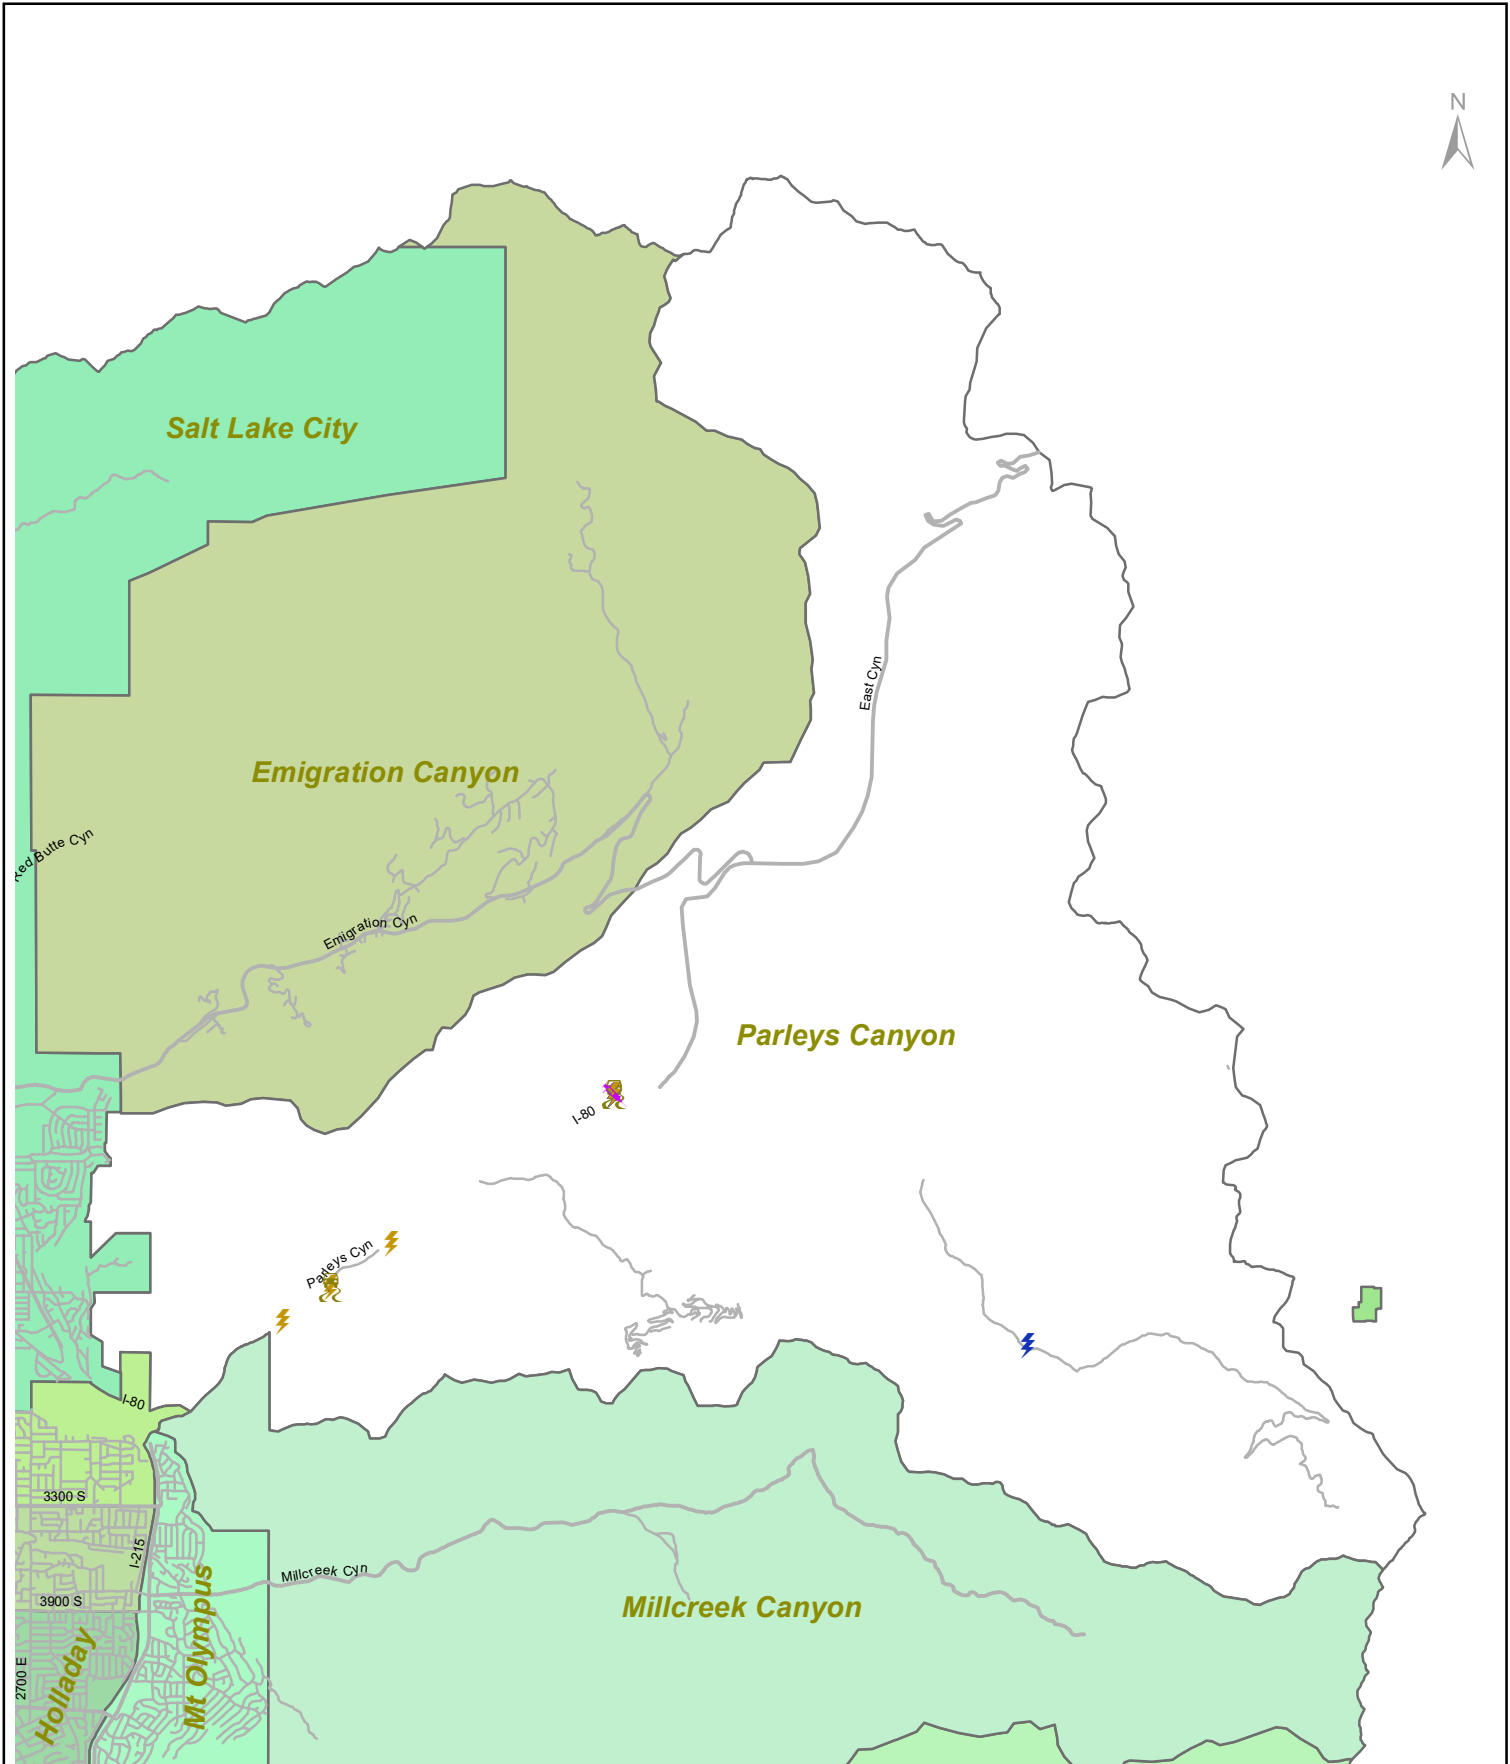 N
Salt Lake City
East Cyn
Emigration Canyon
Red Butte Cyn
Emigration Cyn
Parleys Canyon
I-80
Parleys Cyn
I-80
3300 S
I-215
Millcreek Cyn
3900 S
Mt Olympus
Millcreek Canyon
Holladay
2700 E